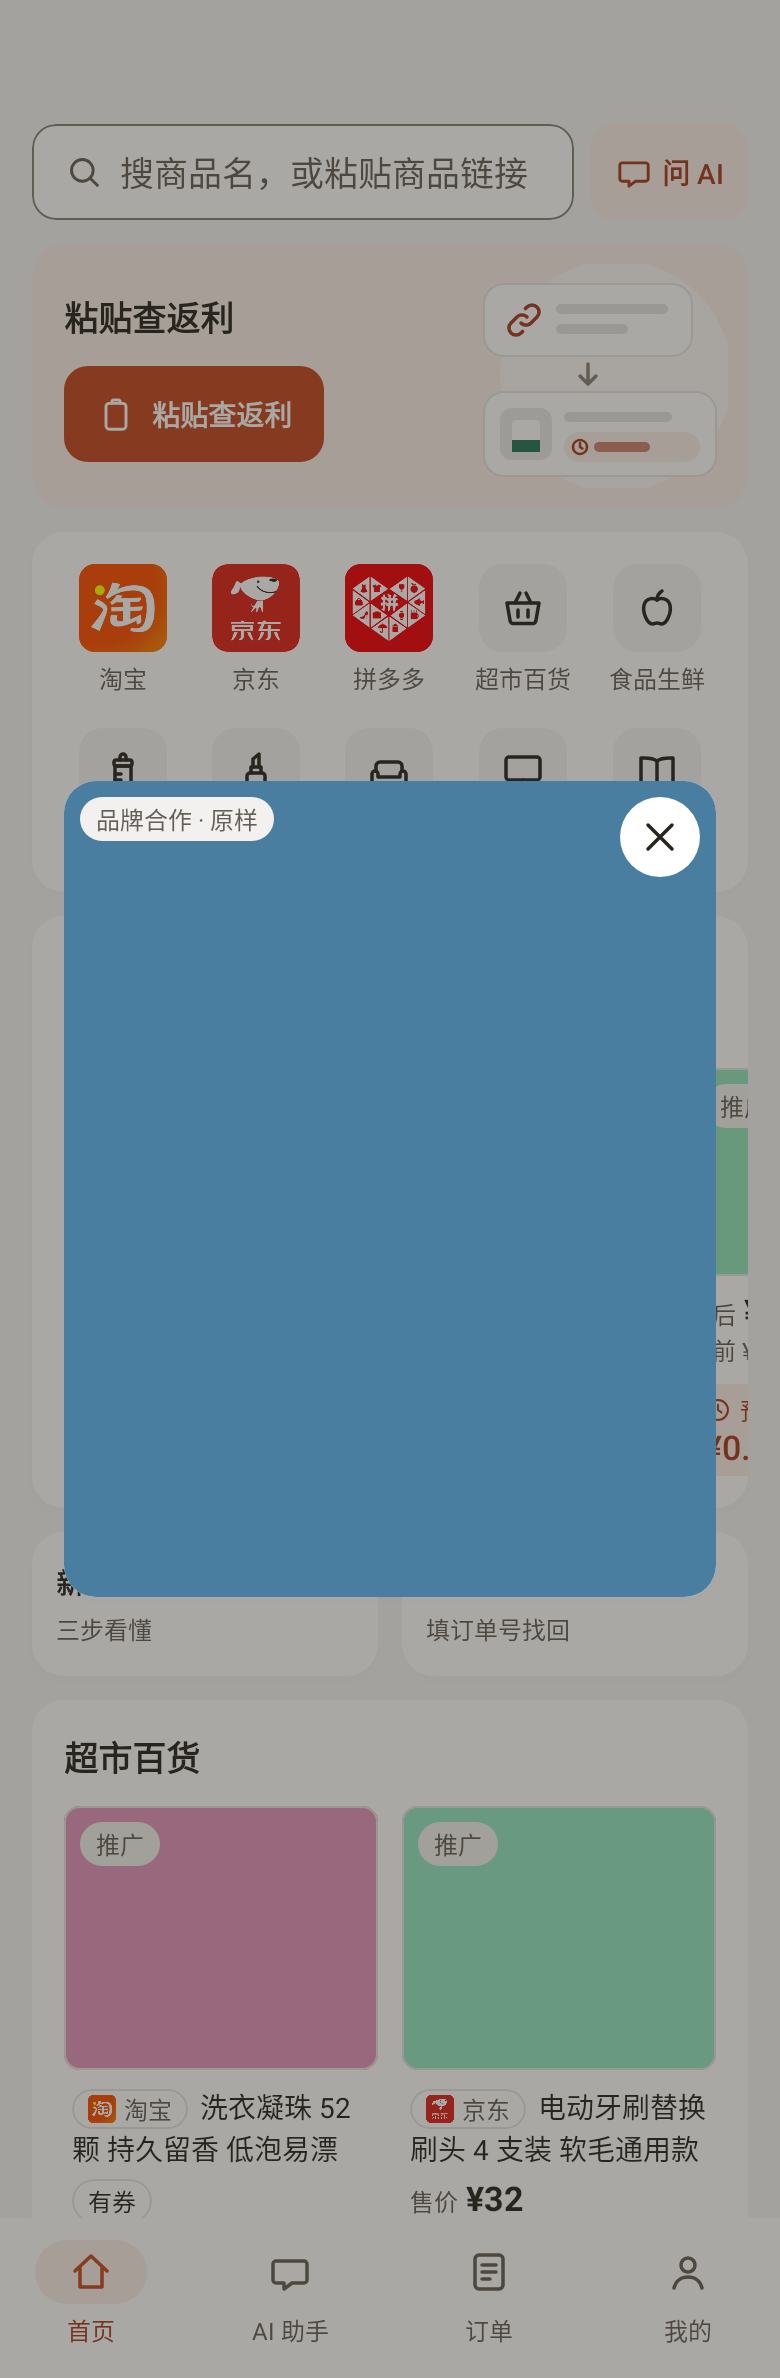 搜商品名，或粘贴商品链接
问 AI
粘贴查返利
粘贴查返利
淘
京东
拼
淘宝
京东
拼多多
超市百货
食品生鲜
品牌合作 · 原样
后
前
¥0.
三步看懂
填订单号找回
超市百货
推广
推广
淘宝 洗衣凝珠 52
颗 持久留香 低泡易漂
有券
京东 电动牙刷替换
刷头 4 支装 软毛通用款
售价 ¥32
首页
AI 助手
订单
我的